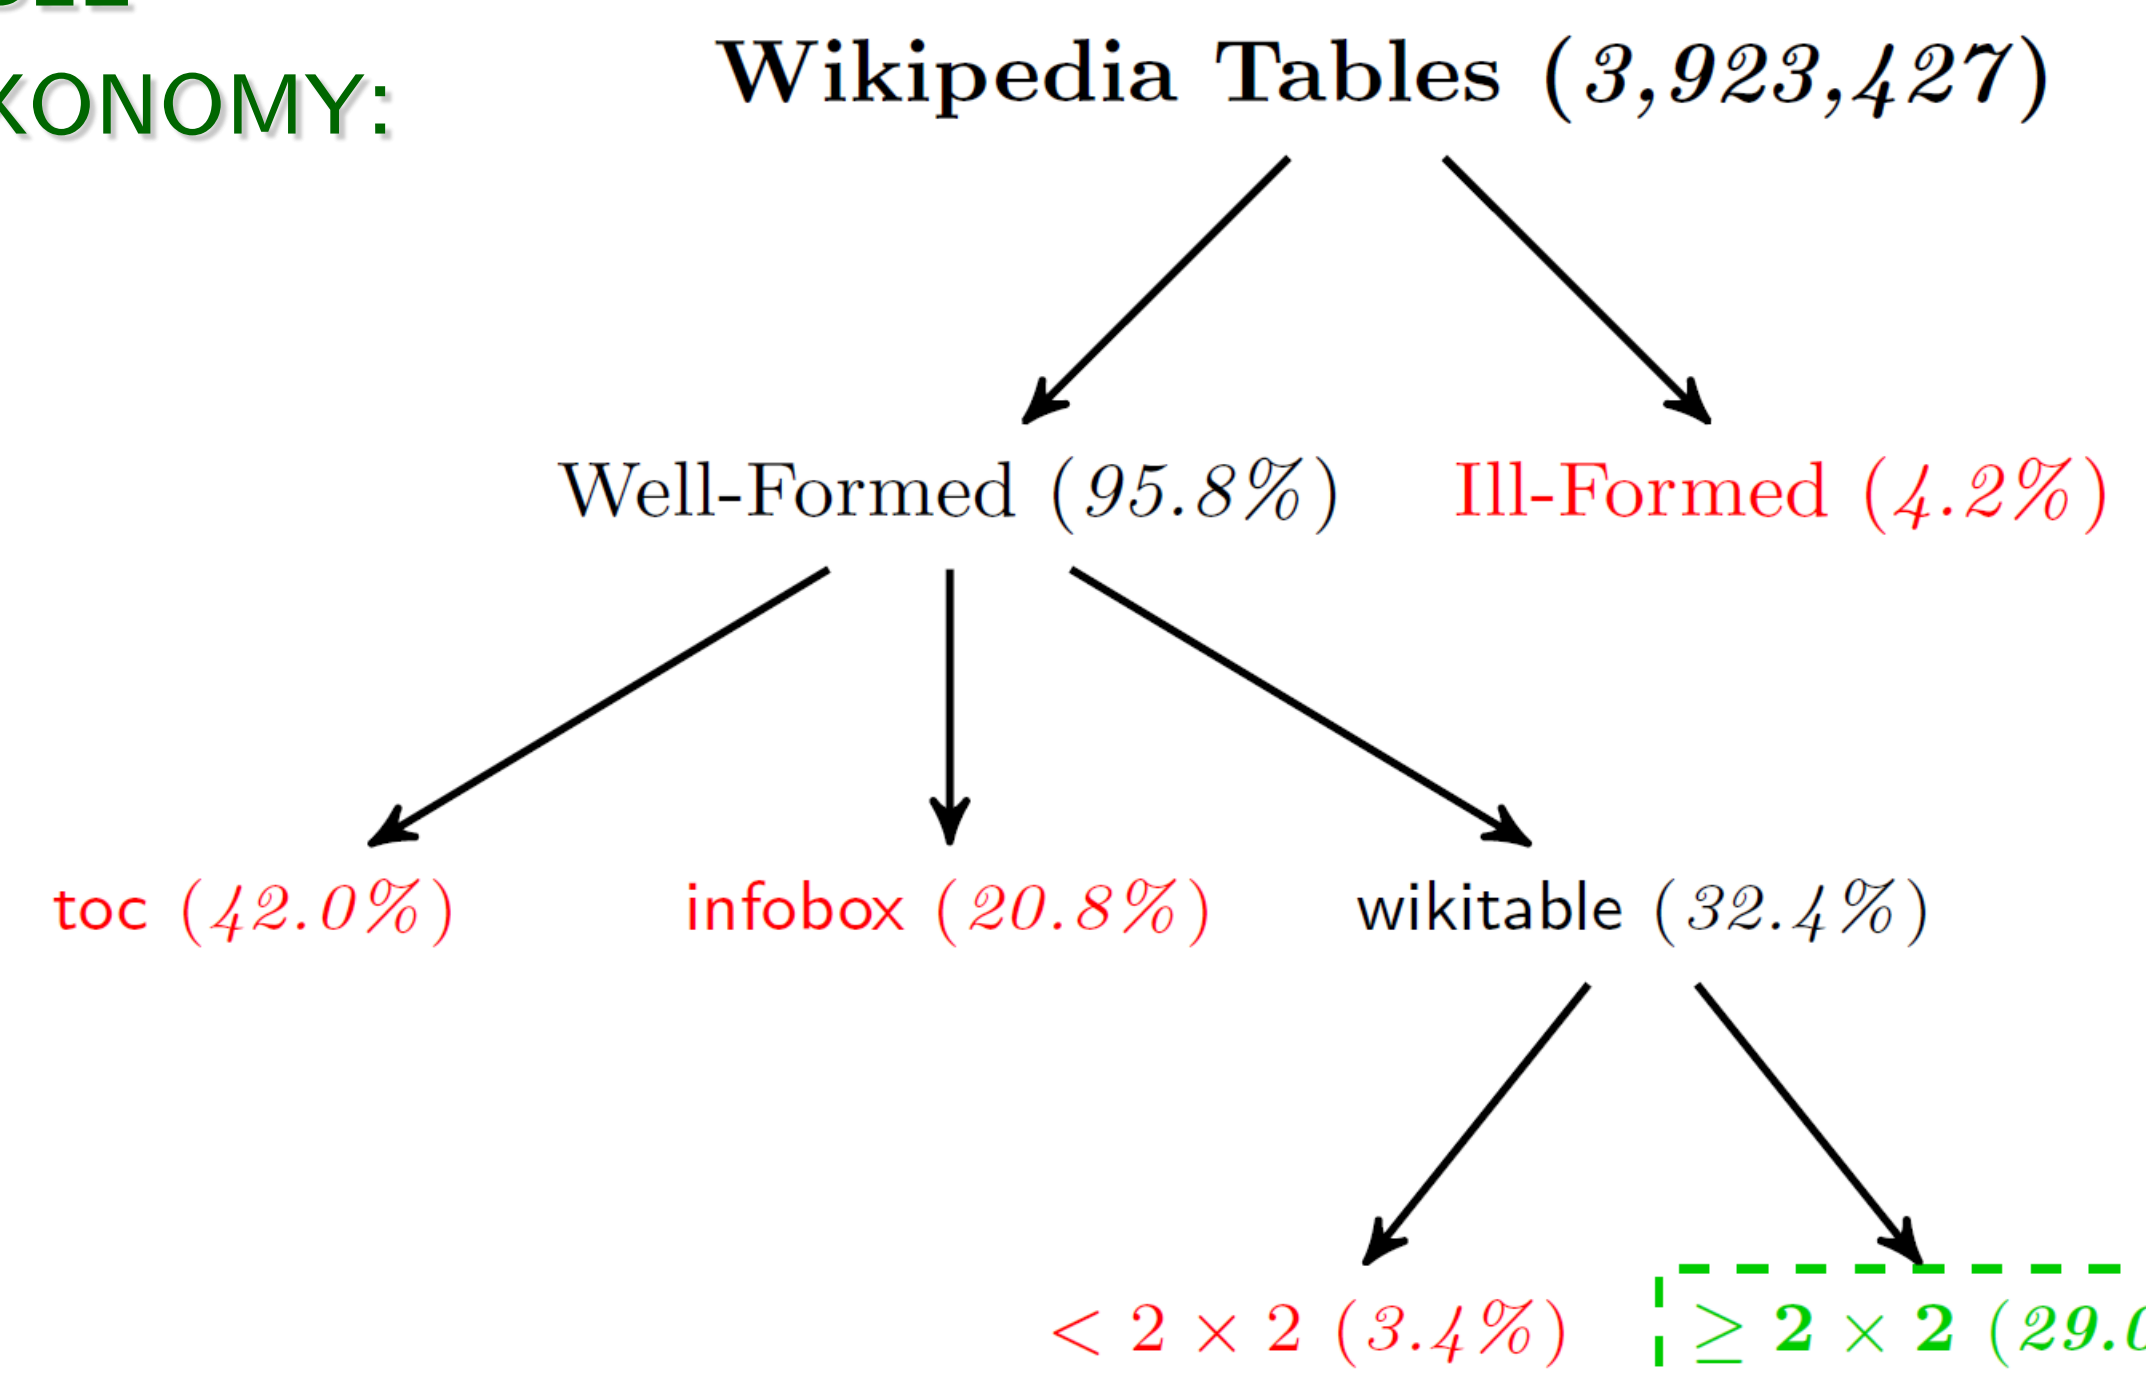 XONOMY:
Wikipedia Tables (3,923,427)
Well-Formed (95.8%) Ill-Formed (4.2%)
toc (42.0%) infobox (20.8%) wikitable (32.4%)
< 2 × 2 (3.4%) ≥ 2 × 2 (29.0